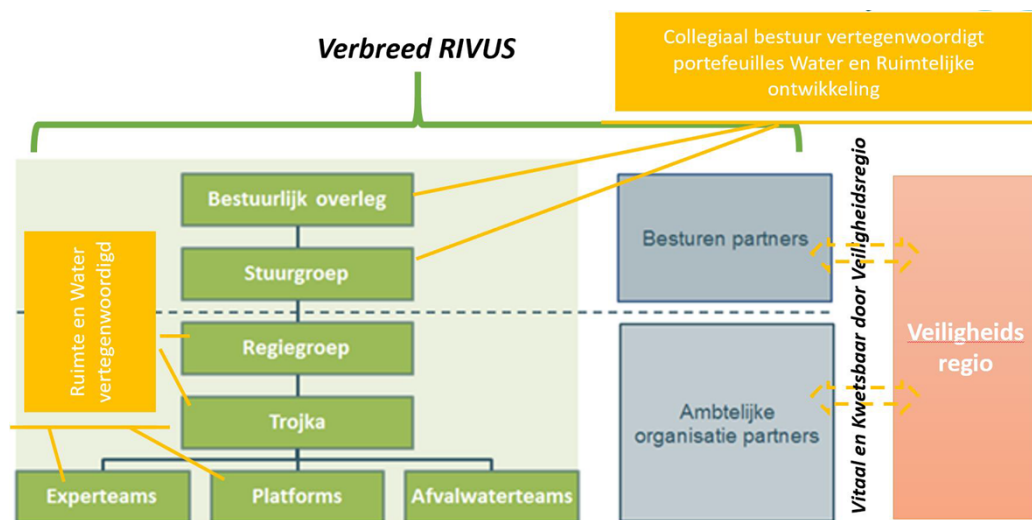 Verbreed RIVUS
Collegiaal bestuur vertegenwoordigt
portefeuilles Water en Ruimtelijke
ontwikkeling
Bestuurlijk overleg
Stuurgroep
Regiegroep
Trojka
Experteams
Platforms
Afvalwaterteams
Ruimte en Water
vertegenwoordigd
Besturen partners
Ambtelijke
organisatie partners
Vitaal en Kwetsbaar door Veiligheidsregio
Veiligheids
regio